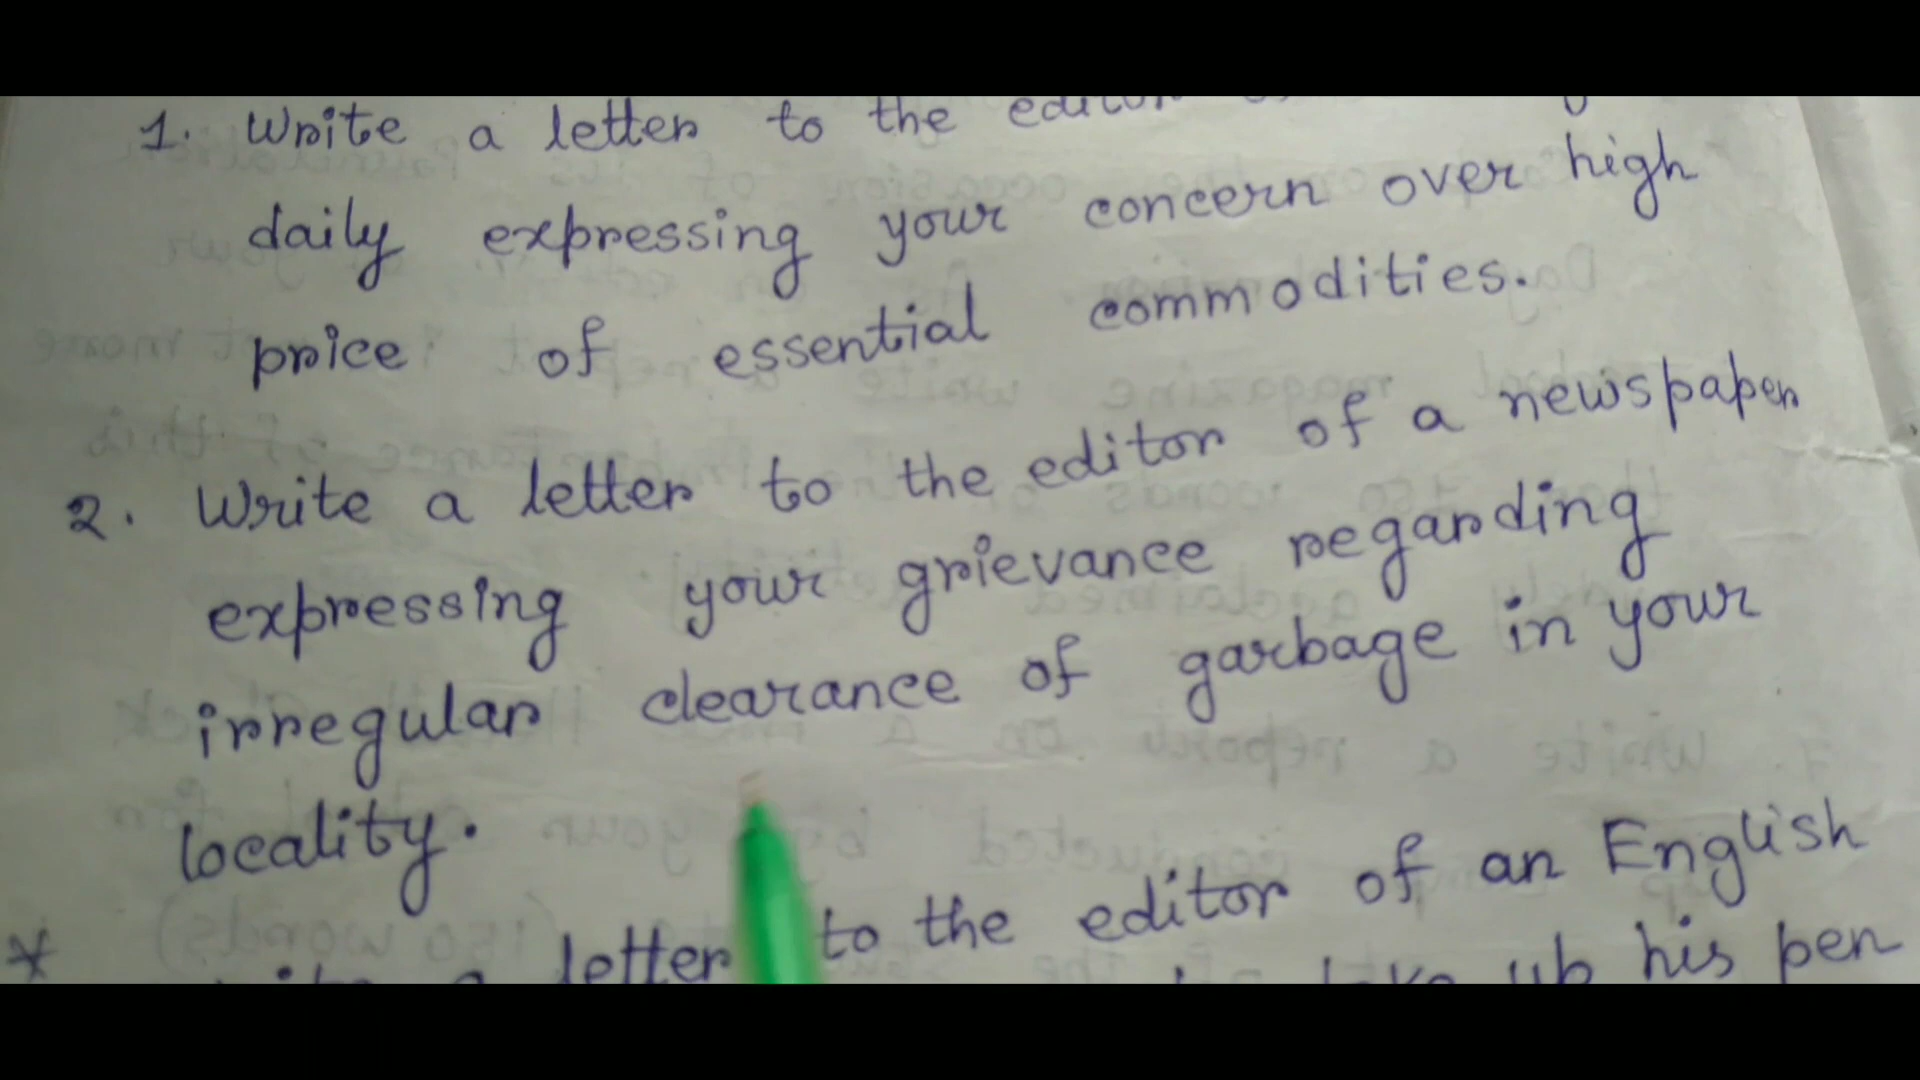 1. Write a letter to the editor
daily expressing your concern over high
price of essential commodities.
2. Write a letter to the editor of a newspaper
expressing your grievance regarding
irregular clearance of garbage in your
locality.
* letter to the editor of an English
up his pen